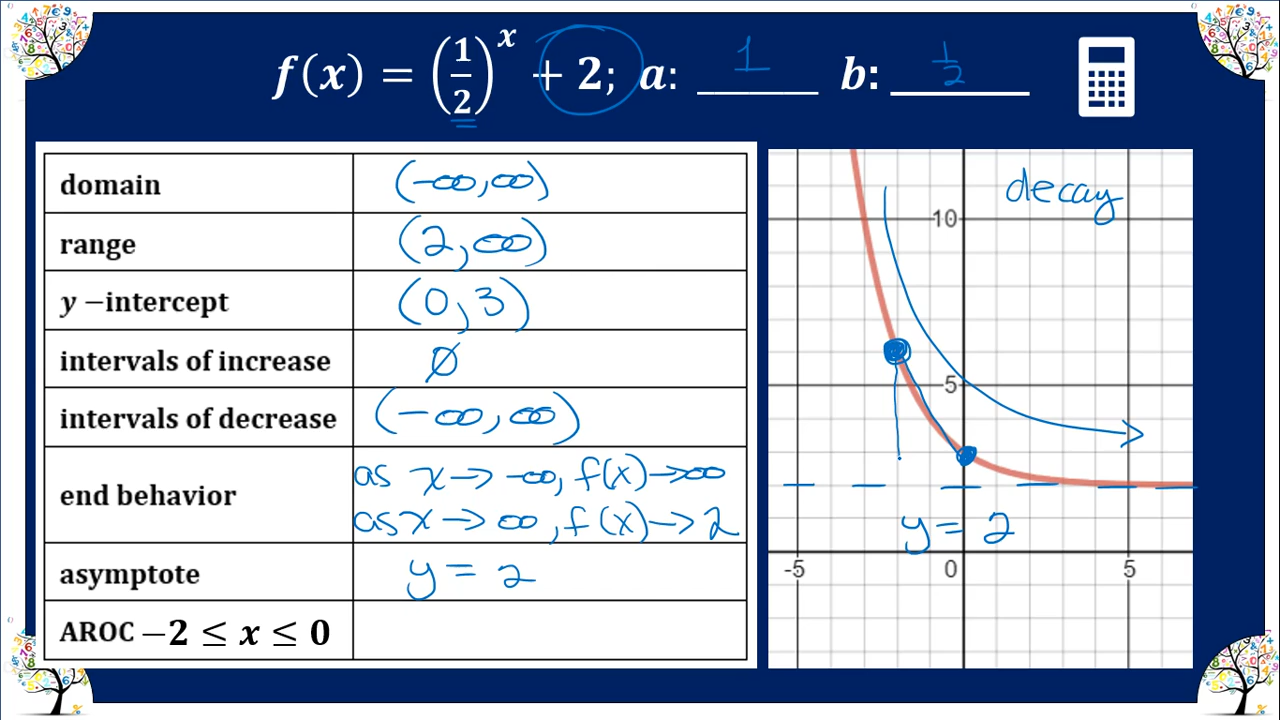 f(x) = (1/2)^x + 2; a: 1 b: 1/2
domain (-∞, ∞)
range (2, ∞)
y −intercept (0, 3)
intervals of increase ∅
intervals of decrease (-∞, ∞)
end behavior
as x → -∞, f(x) → ∞
as x → ∞, f(x) → 2
asymptote y = 2
AROC −2 ≤ x ≤ 0
decay
10
5
y = 2
-5 0 5